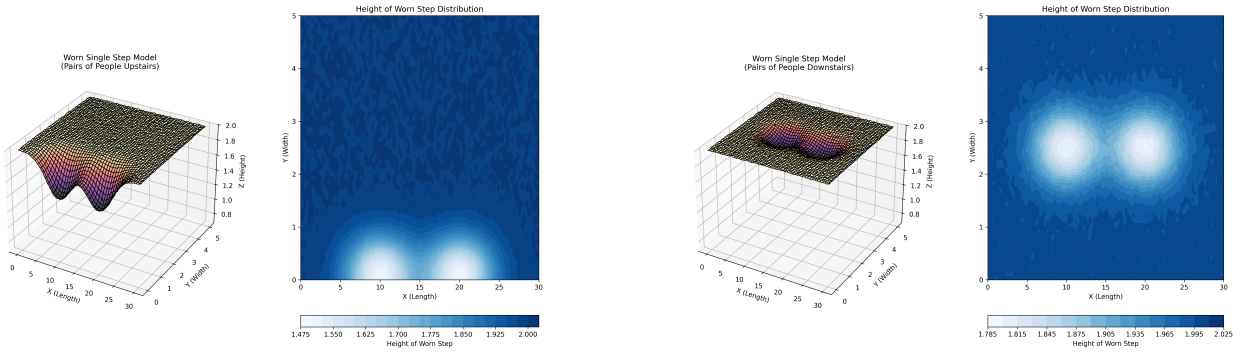 Worn Single Step Model
(Pairs of People Upstairs)
2.0
1.8
1.6
1.4
1.2
1.0
0.8
Z (Height)
0
5
10
15
20
25
30
X (Length)
0
1
2
3
4
5
Y (Width)
Height of Worn Step Distribution
5
4
3
2
1
0
Y (Width)
0 5 10 15 20 25 30
X (Length)
1.475 1.550 1.625 1.700 1.775 1.850 1.925 2.000
Height of Worn Step
Worn Single Step Model
(Pairs of People Downstairs)
2.0
1.8
1.6
1.4
1.2
1.0
0.8
Z (Height)
0
5
10
15
20
25
30
X (Length)
0
1
2
3
4
5
Y (Width)
Height of Worn Step Distribution
5
4
3
2
1
0
Y (Width)
0 5 10 15 20 25 30
X (Length)
1.785 1.815 1.845 1.875 1.905 1.935 1.965 1.995 2.025
Height of Worn Step